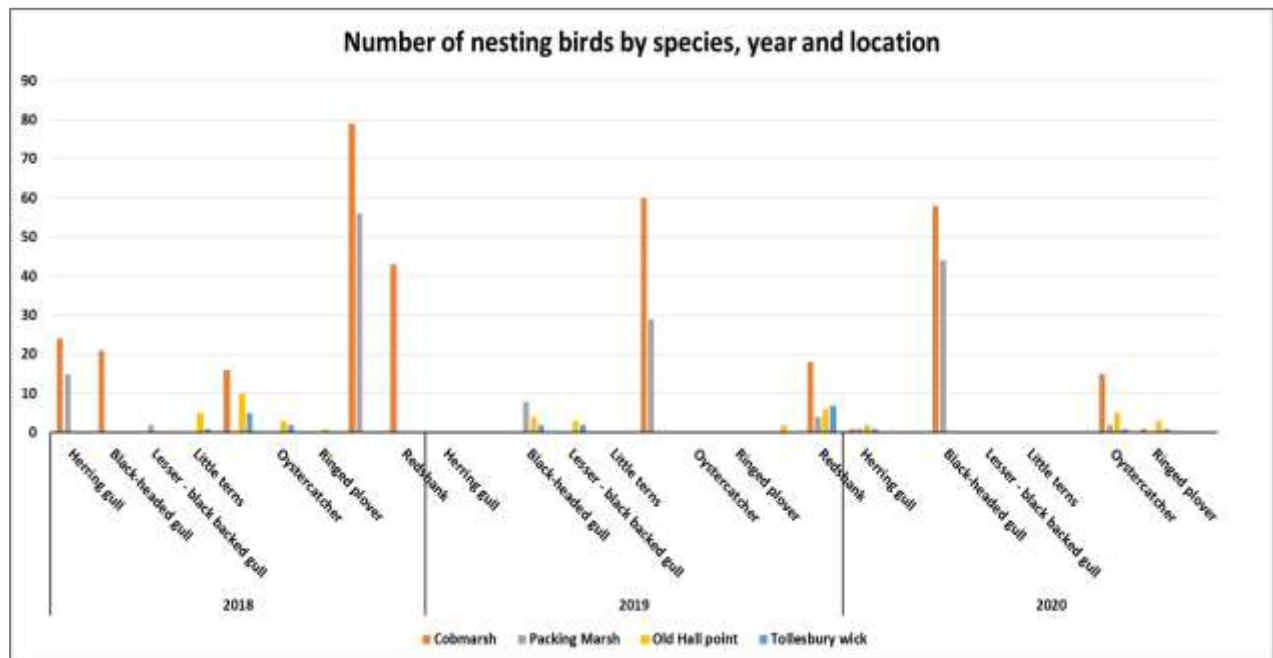 Number of nesting birds by species, year and location
90
80
70
60
50
40
30
20
10
0
Herring gull
Black-headed gull
Lesser - black backed gull
Little terns
Oystercatcher
Ringed plover
Redshank
Herring gull
Black-headed gull
Lesser - black backed gull
Little terns
Oystercatcher
Ringed plover
Redshank
Herring gull
Black-headed gull
Lesser - black backed gull
Little terns
Oystercatcher
Ringed plover
2018 2019 2020
Cobmarsh Packing Marsh Old Hall point Tollesbury wick